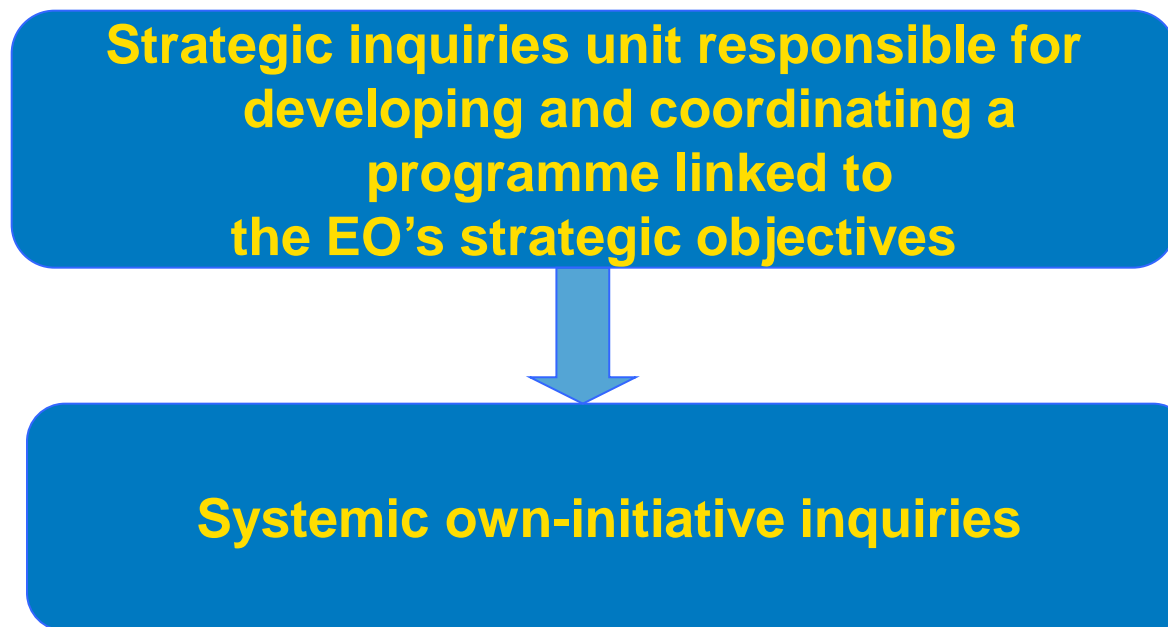 Strategic inquiries unit responsible for
developing and coordinating a
programme linked to
the EO’s strategic objectives
Systemic own-initiative inquiries